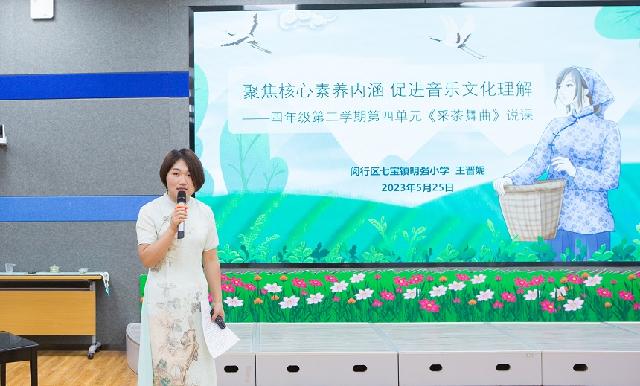 聚焦核心素养内涵 促进音乐文化理解
——四年级第二学期第四单元《采茶舞曲》说课
闵行区七宝镇明强小学 王晋妮
2023年5月25日